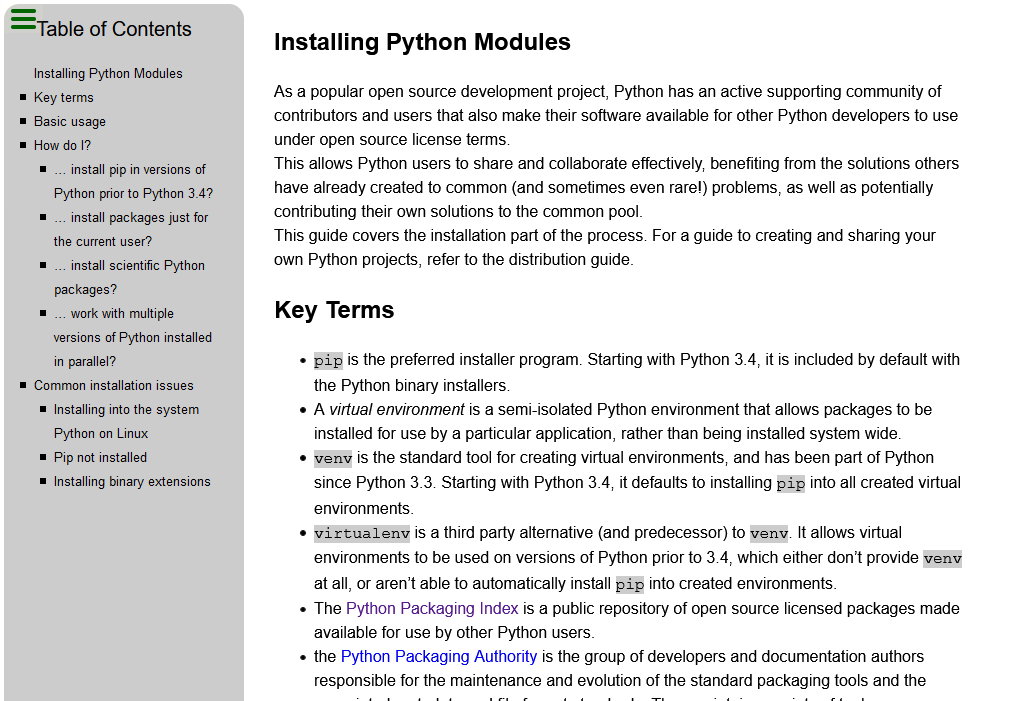 Table of Contents
Installing Python Modules
Key terms
Basic usage
How do I?
… install pip in versions of
Python prior to Python 3.4?
… install packages just for
the current user?
… install scientific Python
packages?
… work with multiple
versions of Python installed
in parallel?
Common installation issues
Installing into the system
Python on Linux
Pip not installed
Installing binary extensions
Installing Python Modules
As a popular open source development project, Python has an active supporting community of
contributors and users that also make their software available for other Python developers to use
under open source license terms.
This allows Python users to share and collaborate effectively, benefiting from the solutions others
have already created to common (and sometimes even rare!) problems, as well as potentially
contributing their own solutions to the common pool.
This guide covers the installation part of the process. For a guide to creating and sharing your
own Python projects, refer to the distribution guide.
Key Terms
pip is the preferred installer program. Starting with Python 3.4, it is included by default with
the Python binary installers.
A virtual environment is a semi-isolated Python environment that allows packages to be
installed for use by a particular application, rather than being installed system wide.
venv is the standard tool for creating virtual environments, and has been part of Python
since Python 3.3. Starting with Python 3.4, it defaults to installing pip into all created virtual
environments.
virtualenv is a third party alternative (and predecessor) to venv. It allows virtual
environments to be used on versions of Python prior to 3.4, which either don’t provide venv
at all, or aren’t able to automatically install pip into created environments.
The Python Packaging Index is a public repository of open source licensed packages made
available for use by other Python users.
the Python Packaging Authority is the group of developers and documentation authors
responsible for the maintenance and evolution of the standard packaging tools and the